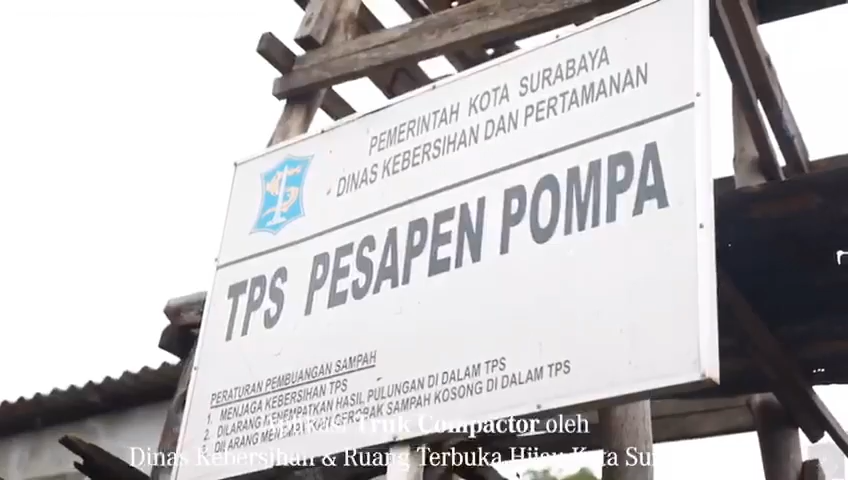 PEMERINTAH KOTA SURABAYA
DINAS KEBERSIHAN DAN PERTAMANAN
TPS PESAPEN POMPA
PERATURAN PEMBUANGAN SAMPAH
1. MENJAGA KEBERSIHAN TPS
2. DILARANG MENEMPATKAN HASIL PULUNGAN DI DALAM TPS
DILARANG GEROBAK SAMPAH KOSONG DI DALAM TPS
Truk Compactor oleh
Dinas Kebersihan & Ruang Terbuka Hijau Kota